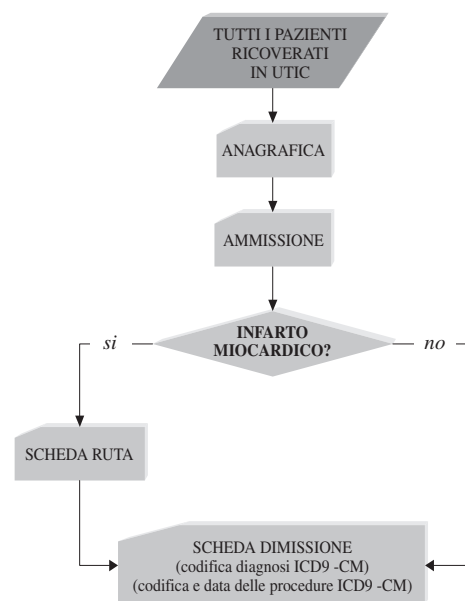 TUTTI I PAZIENTI
RICOVERATI
IN UTIC
ANAGRAFICA
AMMISSIONE
INFARTO
MIOCARDICO?
si
no
SCHEDA RUTA
SCHEDA DIMISSIONE
(codifica diagnosi ICD9 -CM)
(codifica e data delle procedure ICD9 -CM)